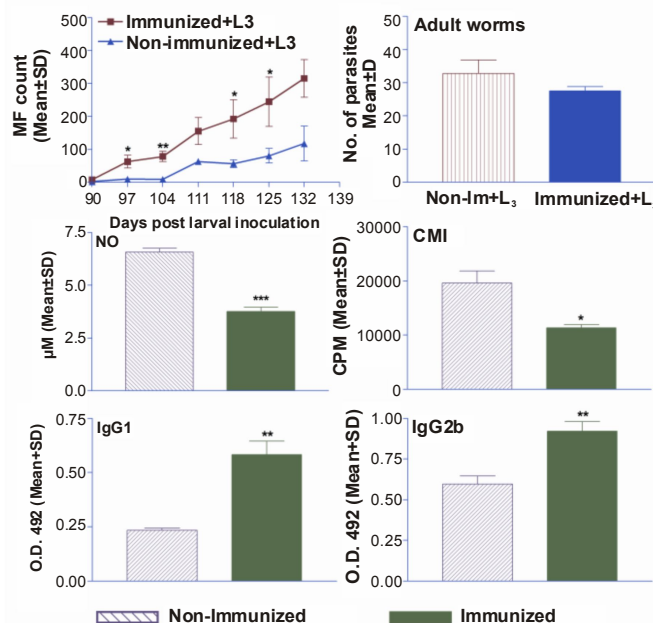 Immunized+L3
Non-immunized+L3
MF count
(Mean±SD)
500
400
300
200
100
0
*
**
*
*
90 97 104 111 118 125 132 139
Days post larval inoculation
Adult worms
No. of parasites
Mean±D
50
40
30
20
10
0
Non-Im+L3
Immunized+L
NO
µM (Mean±SD)
7.5
5.0
2.5
0.0
***
CMI
CPM (Mean±SD)
20000
10000
0
*
IgG1
O.D. 492 (Mean+SD)
0.75
0.50
0.25
0.00
**
IgG2b
O.D. 492 (Mean±SD)
1.00
0.75
0.50
0.25
0.00
**
Non-Immunized
Immunized